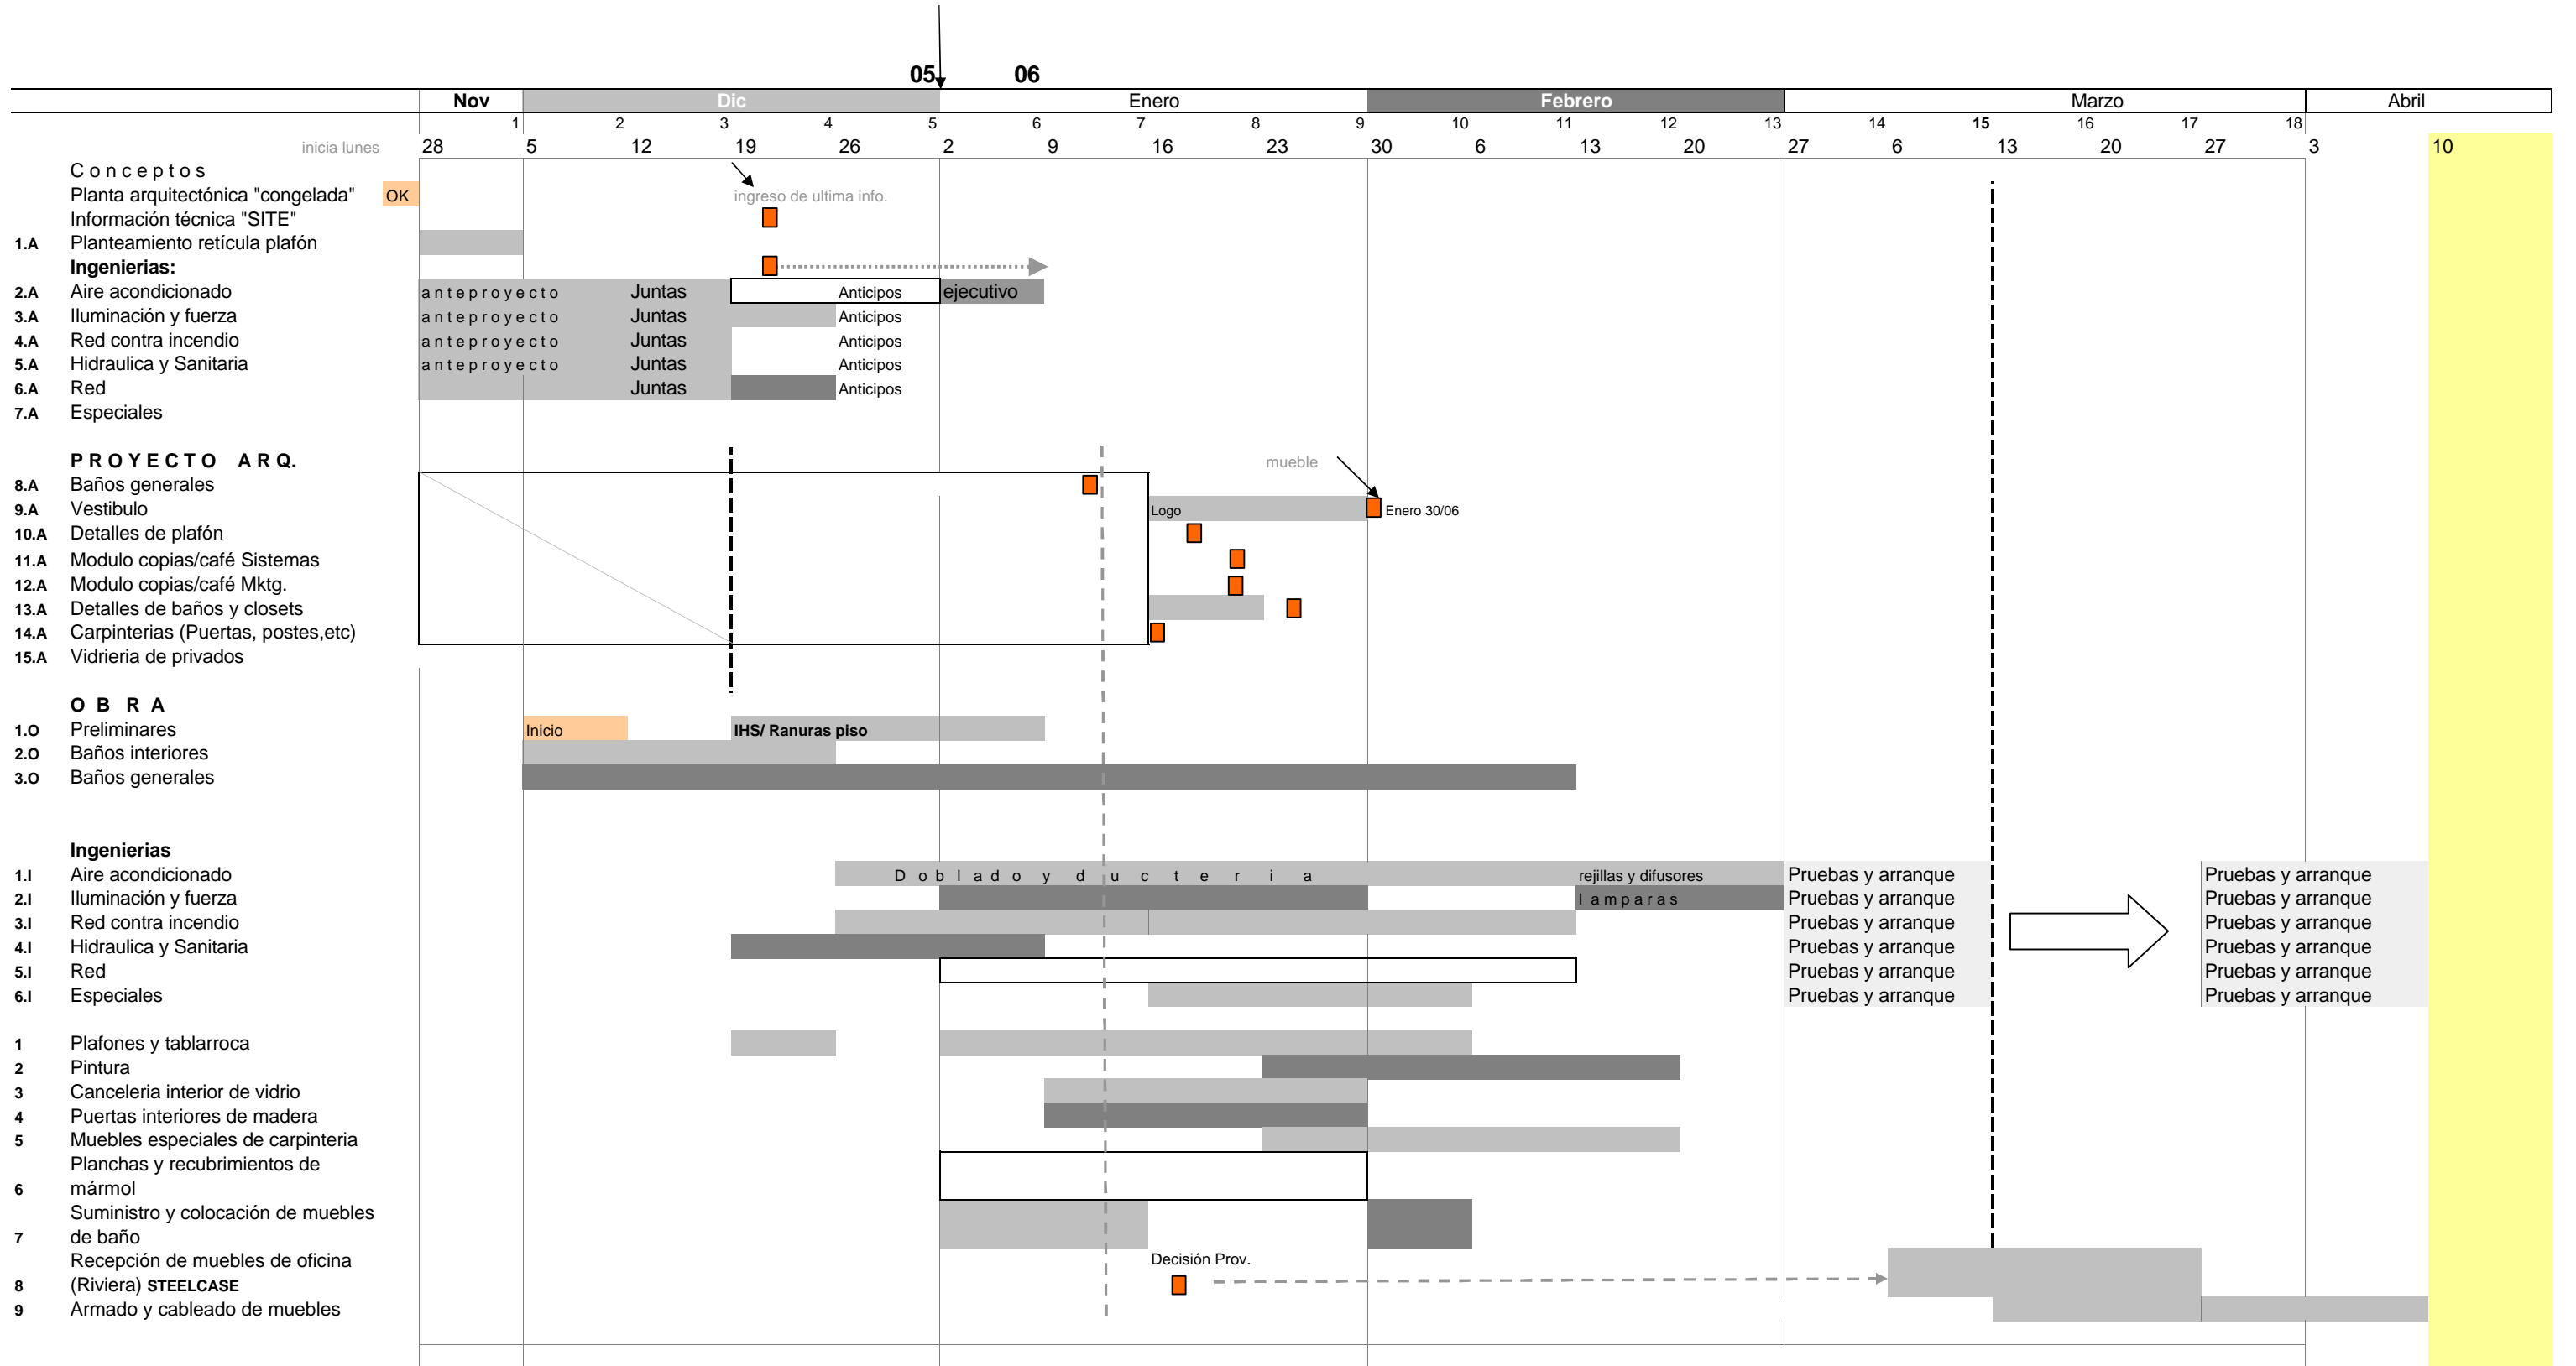 05 06
Nov Dic Enero Febrero Marzo Abril
1 2 3 4 5 6 7 8 9 10 11 12 13 14 15 16 17 18
inicia lunes 28 5 12 19 26 2 9 16 23 30 6 13 20 27 6 13 20 27 3 10
Conceptos
Planta arquitectónica "congelada" OK ingreso de ultima info.
Información técnica "SITE"
1.A Planteamiento retícula plafón
Ingenierias:
2.A Aire acondicionado anteproyecto Juntas Anticipos ejecutivo
3.A Iluminación y fuerza anteproyecto Juntas Anticipos
4.A Red contra incendio anteproyecto Juntas Anticipos
5.A Hidraulica y Sanitaria anteproyecto Juntas Anticipos
6.A Red Juntas Anticipos
7.A Especiales
PROYECTO ARQ. mueble
8.A Baños generales
9.A Vestibulo Logo Enero 30/06
10.A Detalles de plafón
11.A Modulo copias/café Sistemas
12.A Modulo copias/café Mktg.
13.A Detalles de baños y closets
14.A Carpinterias (Puertas, postes,etc)
15.A Vidrieria de privados
OBRA
1.O Preliminares Inicio IHS/ Ranuras piso
2.O Baños interiores
3.O Baños generales
Ingenierias
1.I Aire acondicionado Doblado y ducteria rejillas y difusores Pruebas y arranque Pruebas y arranque
2.I Iluminación y fuerza lamparas Pruebas y arranque Pruebas y arranque
3.I Red contra incendio Pruebas y arranque Pruebas y arranque
4.I Hidraulica y Sanitaria Pruebas y arranque Pruebas y arranque
5.I Red Pruebas y arranque Pruebas y arranque
6.I Especiales Pruebas y arranque Pruebas y arranque
1 Plafones y tablarroca
2 Pintura
3 Canceleria interior de vidrio
4 Puertas interiores de madera
5 Muebles especiales de carpinteria
Planchas y recubrimientos de
6 mármol
Suministro y colocación de muebles
7 de baño
Recepción de muebles de oficina Decisión Prov.
8 (Riviera) STEELCASE
9 Armado y cableado de muebles